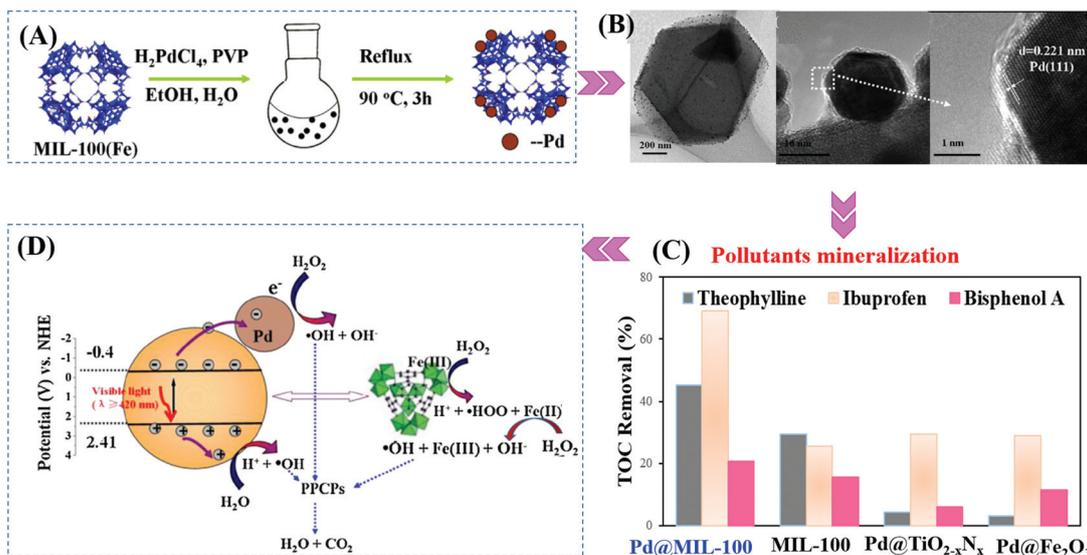 (A)
H₂PdCl₄, PVP
EtOH, H₂O
Reflux
90 °C, 3h
MIL-100(Fe)
--Pd
(B)
200 nm
10 nm
d=0.221 nm
Pd(111)
1 nm
(C)
Pollutants mineralization
Theophylline Ibuprofen Bisphenol A
TOC Removal (%)
80
60
40
20
0
Pd@MIL-100 MIL-100 Pd@TiO₂₋ₓNₓ Pd@Fe₂O₃
(D)
Potential (V) vs. NHE
-2
-1
0
1
2
3
4
-0.4
2.41
Visible light
(λ ≥420 nm)
e⁻
Pd
H₂O₂
•OH + OH⁻
Fe(III)
H₂O₂
H⁺ + •HOO + Fe(II)
•OH + Fe(III) + OH⁻
H₂O₂
H⁺ + •OH
H₂O
PPCPs
H₂O + CO₂